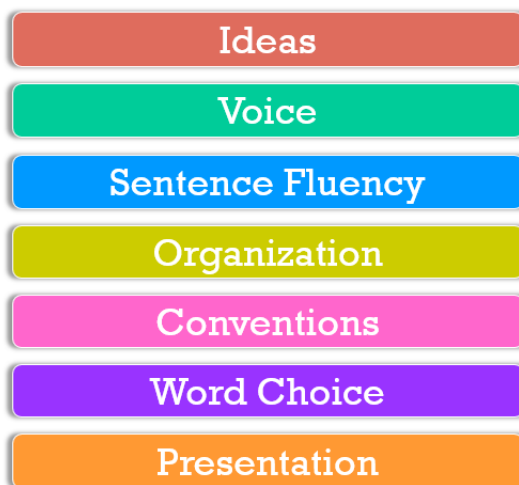 Ideas
Voice
Sentence Fluency
Organization
Conventions
Word Choice
Presentation